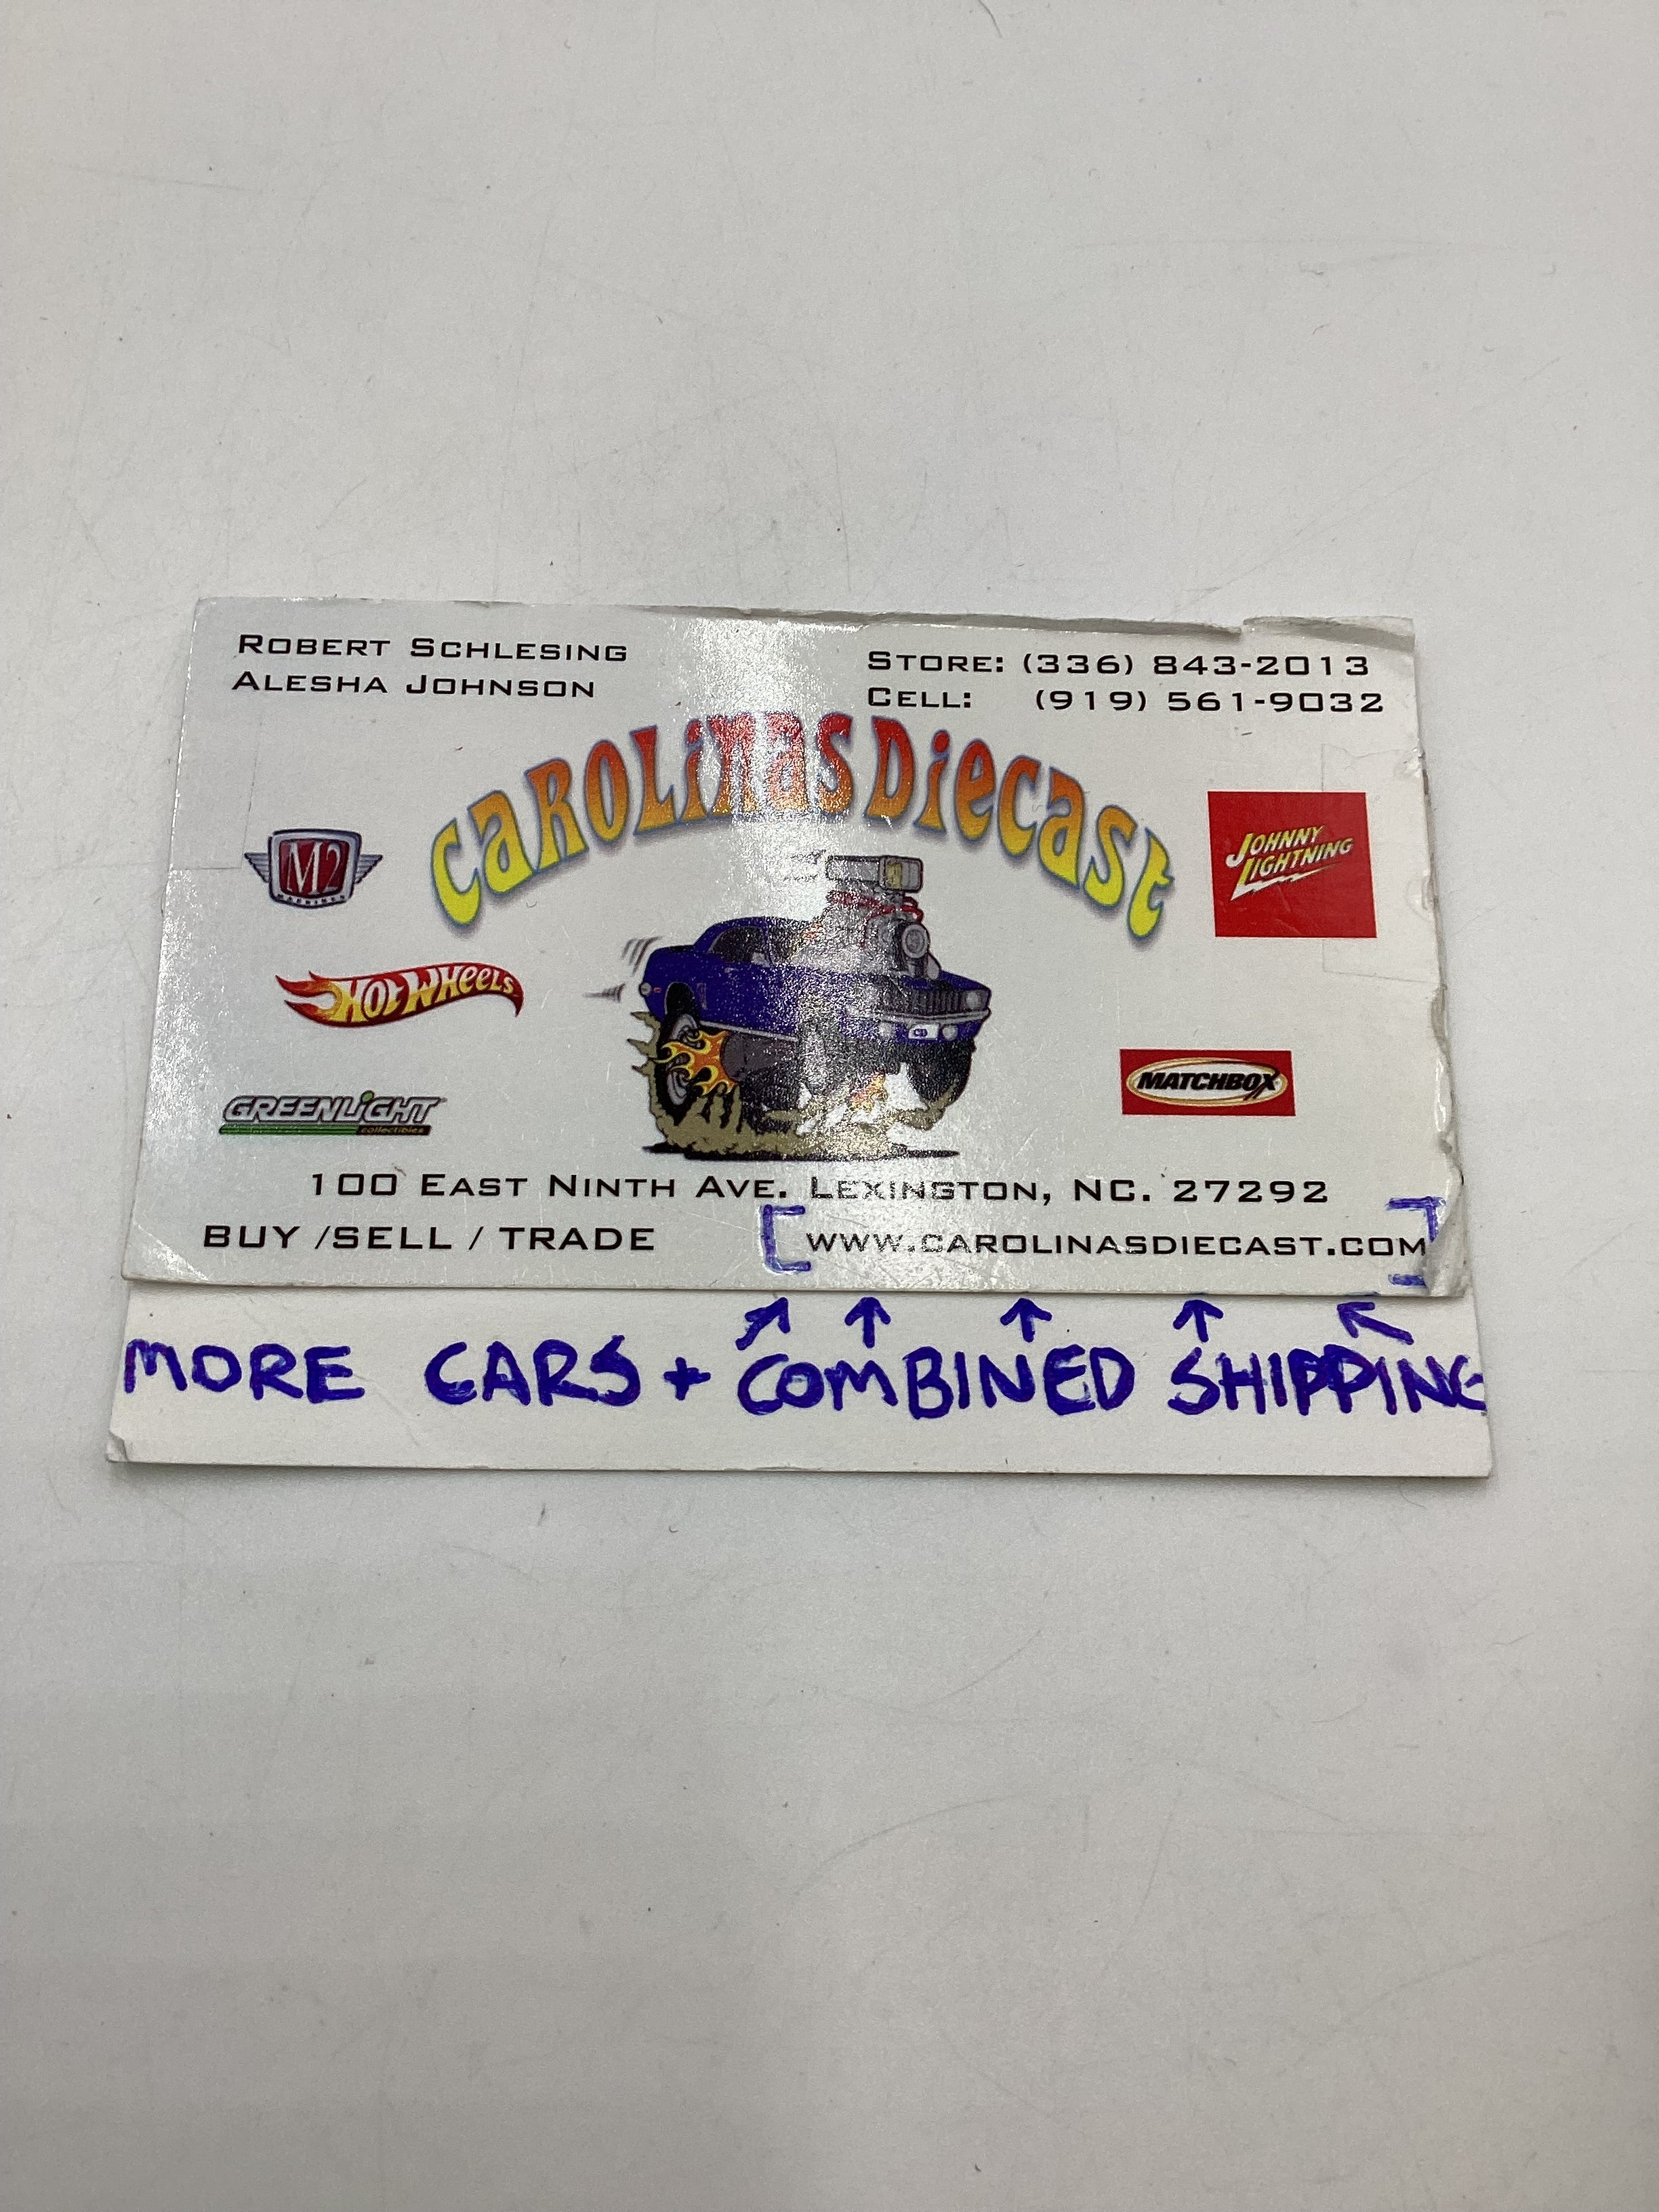 ROBERT SCHLESING
ALESHA JOHNSON
STORE: (336) 843-2013
CELL: (919) 561-9032
CAROLINAS DIECAST
M2
MACHINES
JOHNNY
LIGHTNING
HOT WHEELS
MATCHBOX
GREENLIGHT
collectibles
100 EAST NINTH AVE. LEXINGTON, NC. 27292
BUY /SELL / TRADE [WWW.CAROLINASDIECAST.COM]
↗ ↑ ↑ ↑ ↖
MORE CARS + COMBINED SHIPPING